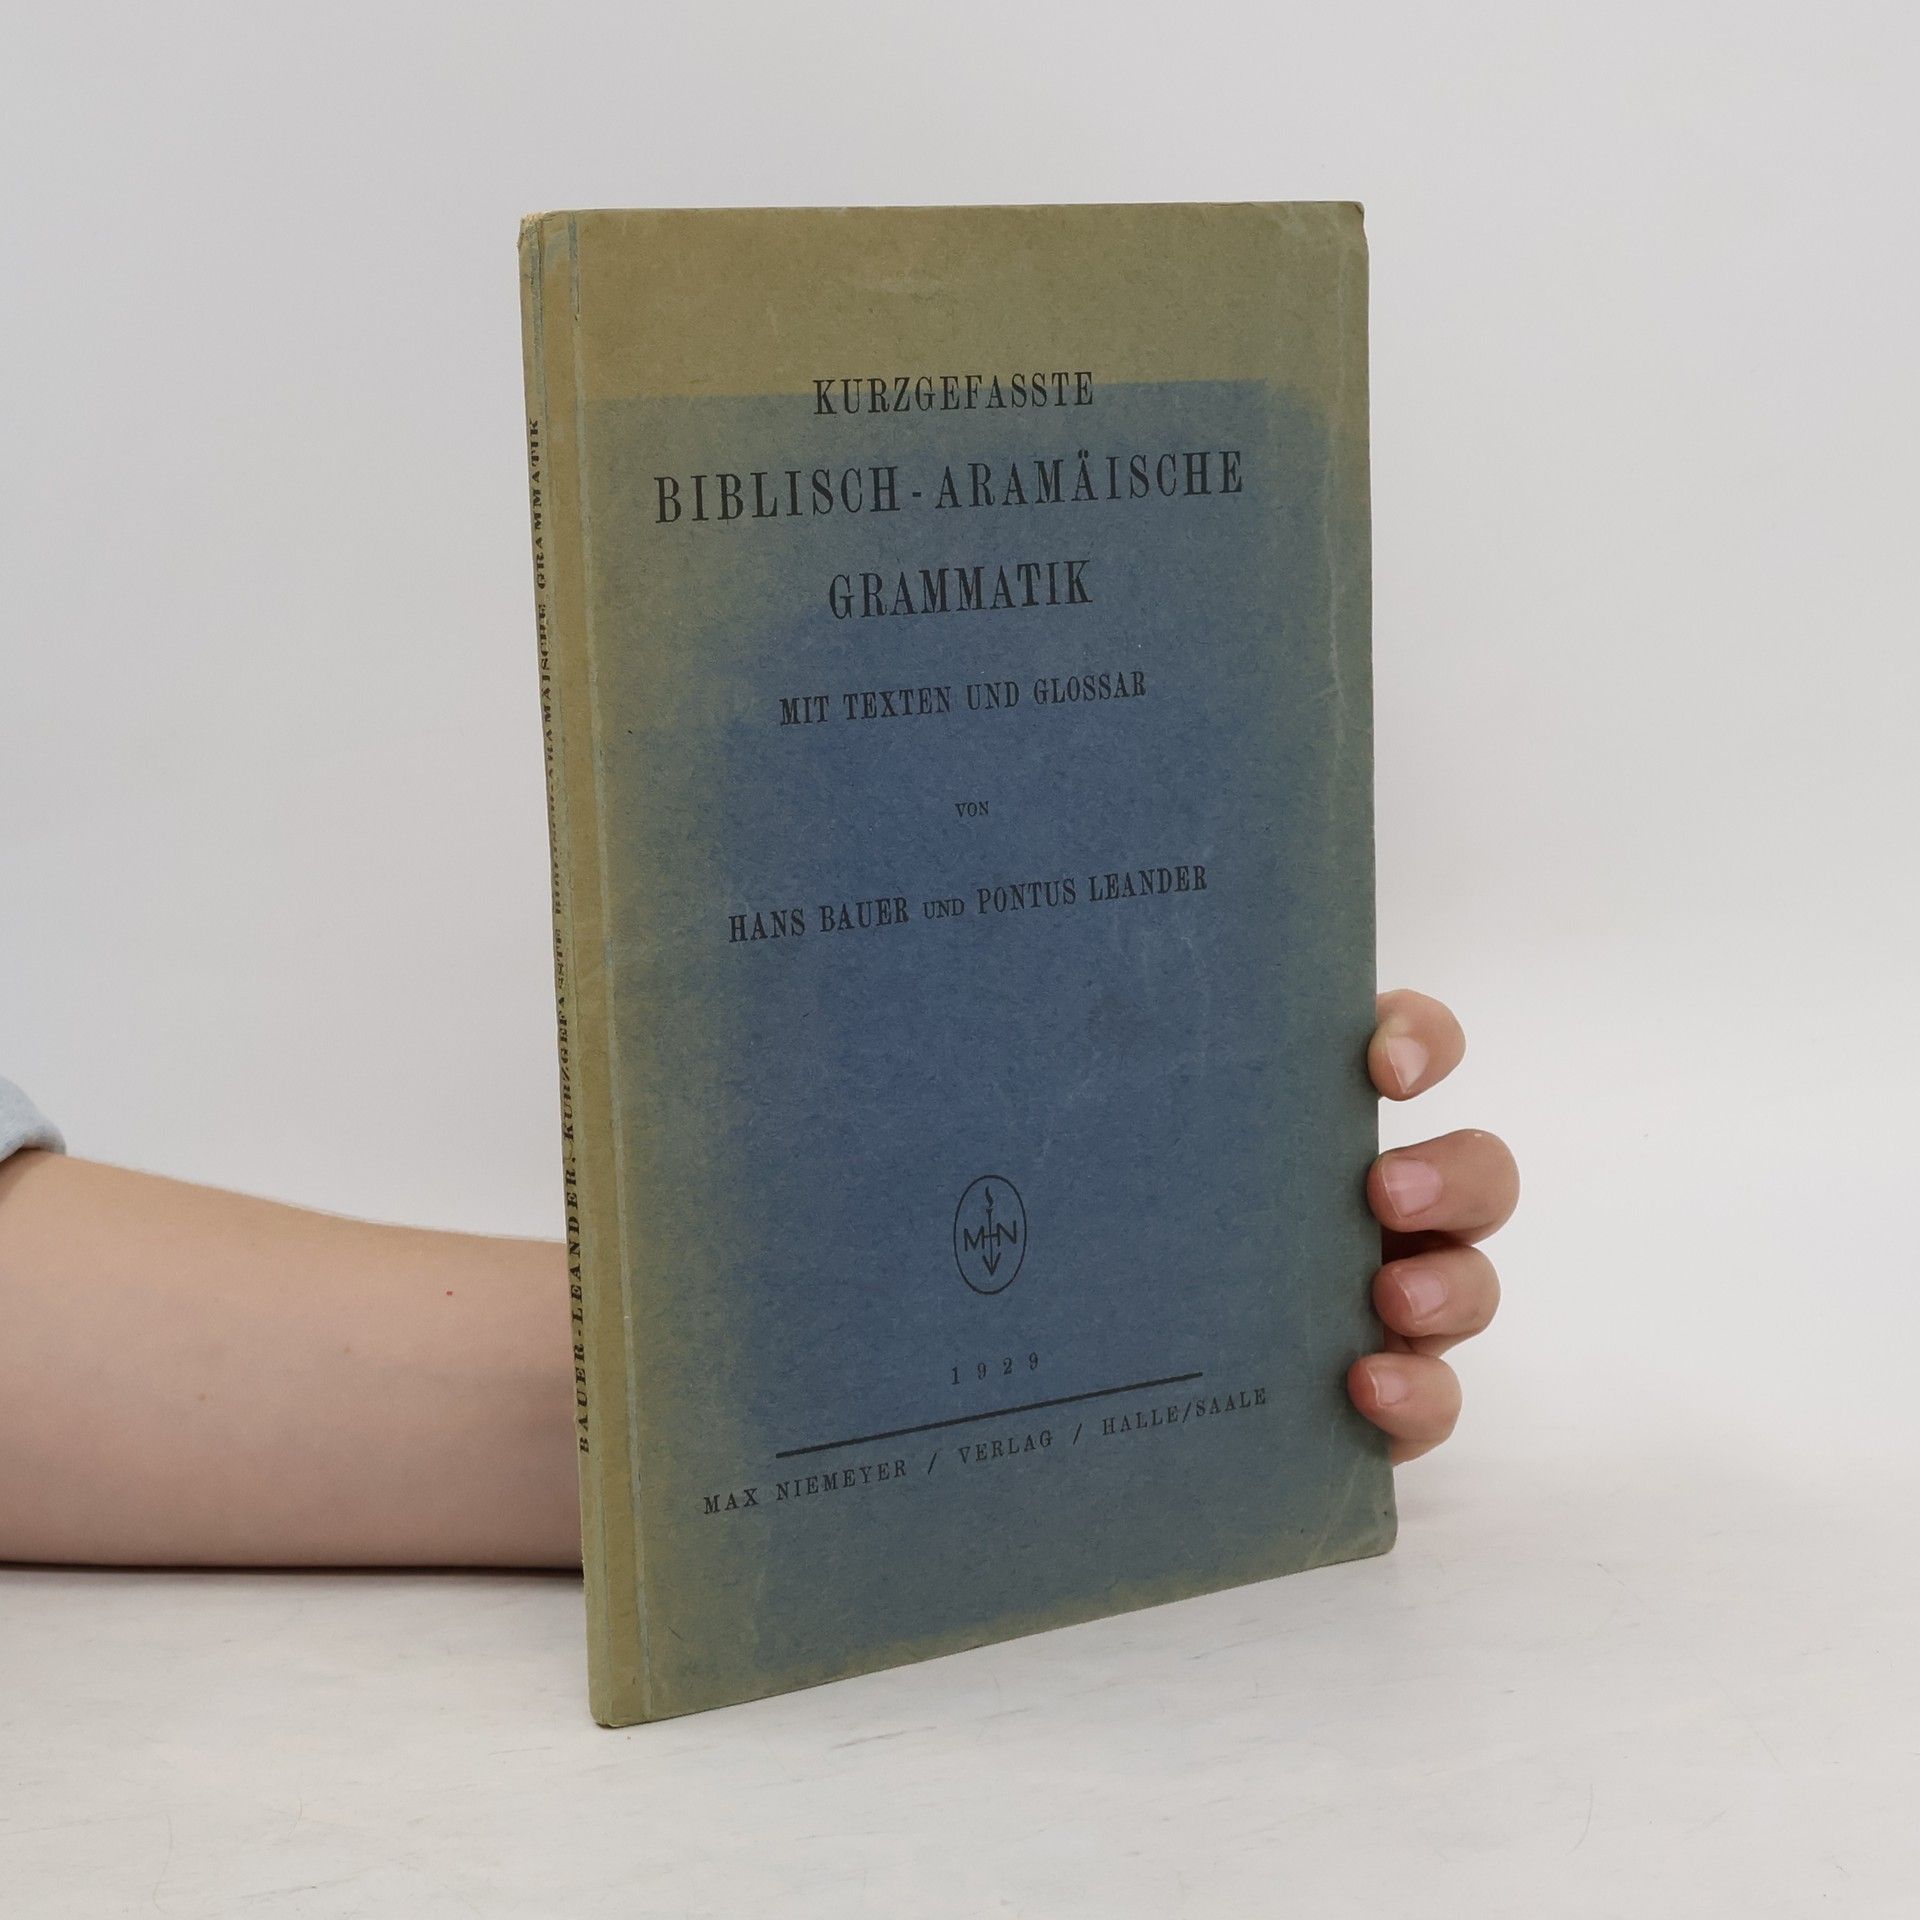 KURZGEFASSTE
BIBLISCH-ARAMÄISCHE
GRAMMATIK
MIT TEXTEN UND GLOSSAR
VON
HANS BAUER UND PONTUS LEANDER
MN
1929
MAX NIEMEYER / VERLAG / HALLE/SAALE
BAUER-LEANDER, KURZGEFASSTE BIBLISCH-ARAMÄISCHE GRAMMATIK